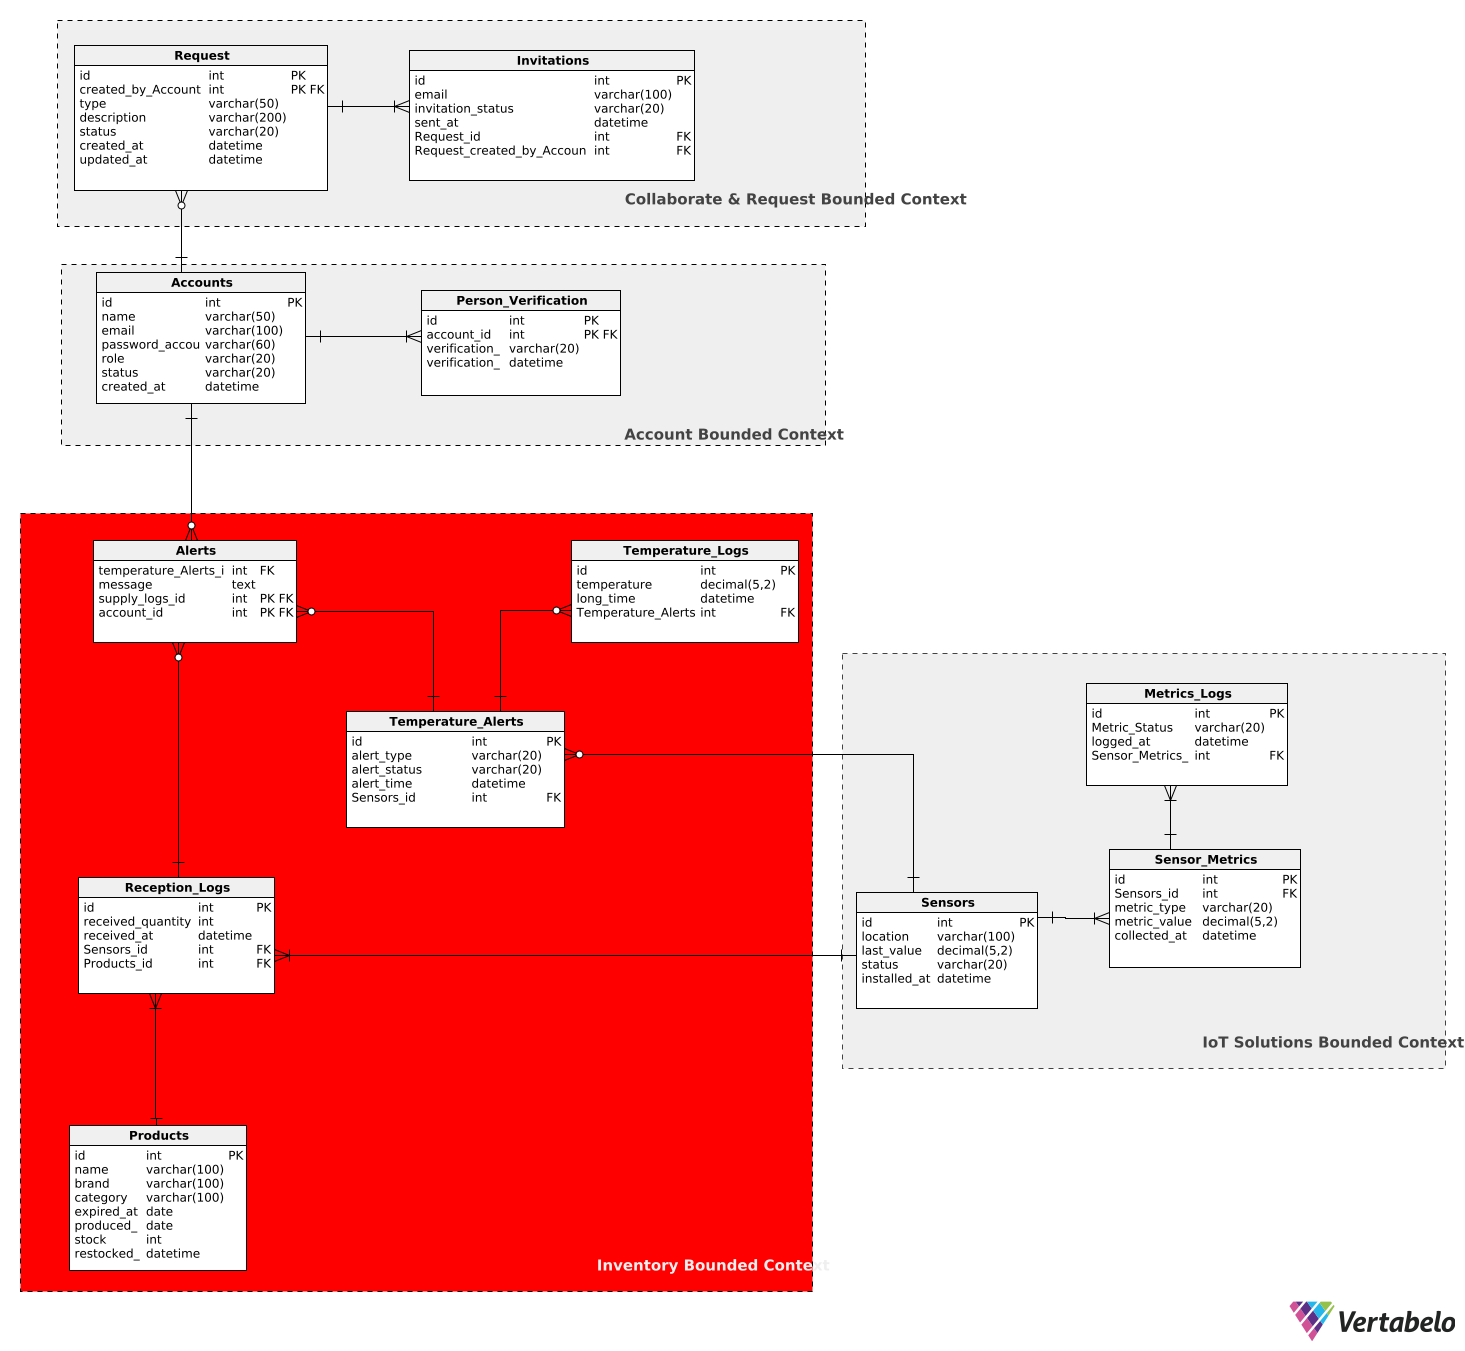 Request
id int PK
created_by_Account int PK FK
type varchar(50)
description varchar(200)
status varchar(20)
created_at datetime
updated_at datetime
Invitations
id int PK
email varchar(100)
invitation_status varchar(20)
sent_at datetime
Request_id int FK
Request_created_by_Accoun int FK
Collaborate & Request Bounded Context
Accounts
id int PK
name varchar(50)
email varchar(100)
password_accou varchar(60)
role varchar(20)
status varchar(20)
created_at datetime
Person_Verification
id int PK
account_id int PK FK
verification_ varchar(20)
verification_ datetime
Account Bounded Context
Alerts
temperature_Alerts_i int FK
message text
supply_logs_id int PK FK
account_id int PK FK
Temperature_Logs
id int PK
temperature decimal(5,2)
long_time datetime
Temperature_Alerts int FK
Temperature_Alerts
id int PK
alert_type varchar(20)
alert_status varchar(20)
alert_time datetime
Sensors_id int FK
Metrics_Logs
id int PK
Metric_Status varchar(20)
logged_at datetime
Sensor_Metrics_ int FK
Sensor_Metrics
id int PK
Sensors_id int FK
metric_type varchar(20)
metric_value decimal(5,2)
collected_at datetime
Reception_Logs
id int PK
received_quantity int
received_at datetime
Sensors_id int FK
Products_id int FK
Sensors
id int PK
location varchar(100)
last_value decimal(5,2)
status varchar(20)
installed_at datetime
IoT Solutions Bounded Context
Products
id int PK
name varchar(100)
brand varchar(100)
category varchar(100)
expired_at date
produced_ date
stock int
restocked_ datetime
Inventory Bounded Context
Vertabelo